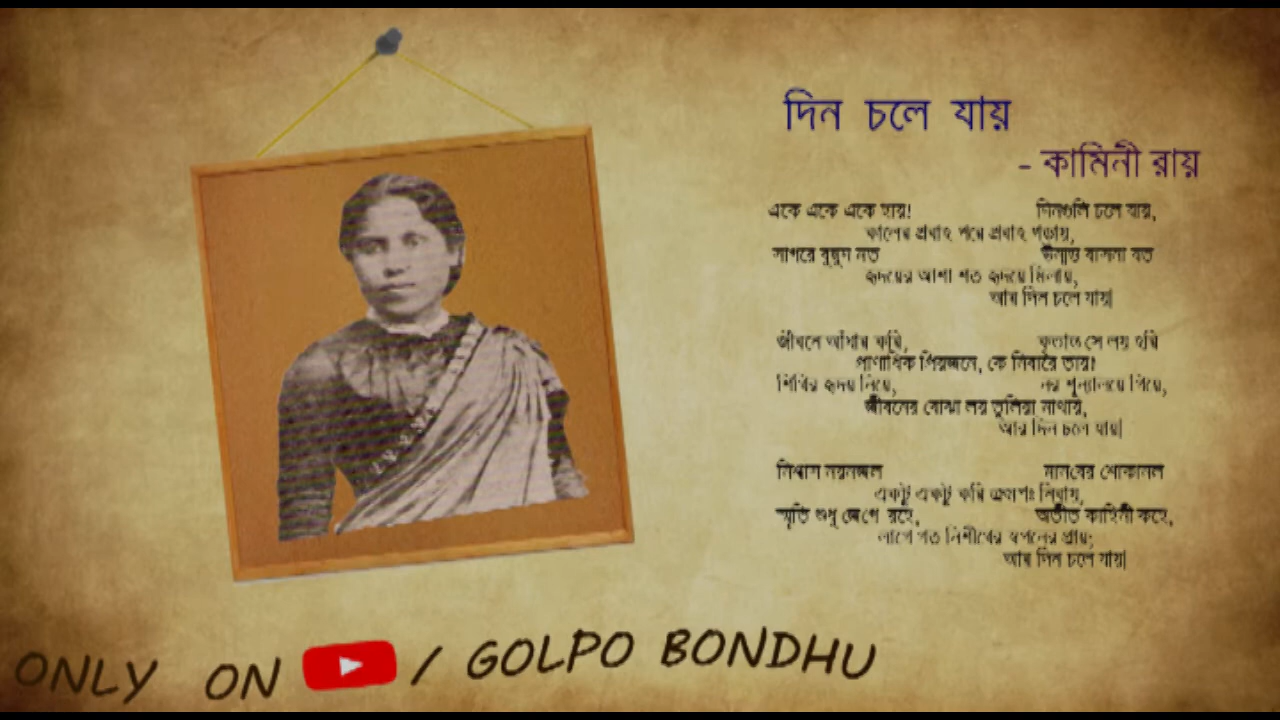 দিন চলে যায়
- কামিনী রায়
একে একে একে হায়! দিনগুলি চলে যায়,
কালের প্রবাহ পরে প্রবাহ গড়ায়,
সাগরে বুদ্বুদ্ মত উন্মত্ত বাসনা যত
হৃদয়ের আশা শত হৃদয়ে মিলায়,
আর দিন চলে যায়|
জীবনে আঁধার করি, কৃতান্ত সে লয় হরি
প্রাণাধিক প্রিয়জনে, কে নিবারে তায়?
শিথির হৃদয় নিয়ে, নর শূন্যালয়ে গিয়ে,
জীবনের বোঝা লয় তুলিয়া মাথায়,
আর দিন চলে যায়|
নিশ্বাস নয়নজল মানবের শোকানল
একটু একটু করি ক্রমশঃ নিবায়,
স্মৃতি শুধু জেগে রহে, অতীত কাহিনী কহে,
লাগে গত নিশীথের স্বপনের প্রায়;
আর দিন চলে যায়|
ONLY ON / GOLPO BONDHU